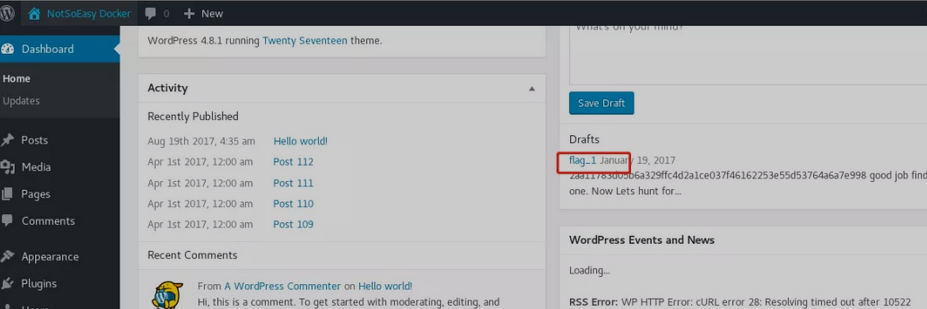 NotSoEasy Docker 0 + New
Dashboard
Home
Updates
Posts
Media
Pages
Comments
Appearance
Plugins
WordPress 4.8.1 running Twenty Seventeen theme.
Activity
Recently Published
Aug 19th 2017, 4:35 am Hello world!
Apr 1st 2017, 12:00 am Post 112
Apr 1st 2017, 12:00 am Post 111
Apr 1st 2017, 12:00 am Post 110
Apr 1st 2017, 12:00 am Post 109
Recent Comments
From A WordPress Commenter on Hello world!
Hi, this is a comment. To get started with moderating, editing, and
What's on your mind?
Save Draft
Drafts
flag_1 January 19, 2017
good job find
one. Now Lets hunt for...
WordPress Events and News
Loading...
RSS Error: WP HTTP Error: cURL error 28: Resolving timed out after 10522